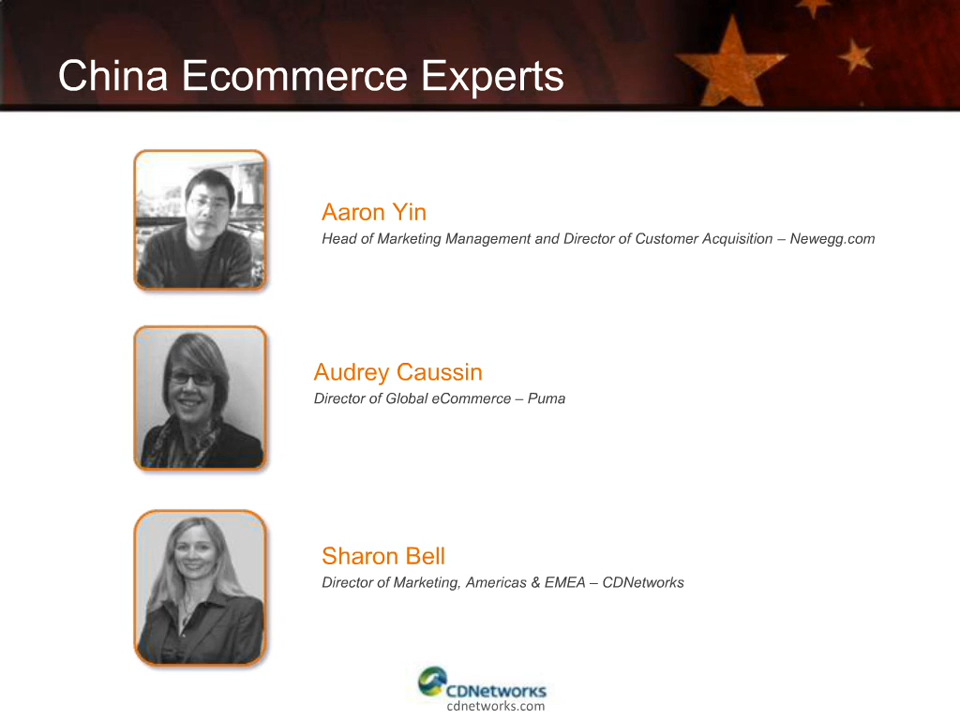 China Ecommerce Experts
Aaron Yin
Head of Marketing Management and Director of Customer Acquisition – Newegg.com
Audrey Caussin
Director of Global eCommerce – Puma
Sharon Bell
Director of Marketing, Americas & EMEA – CDNetworks
CDNetworks
cdnetworks.com